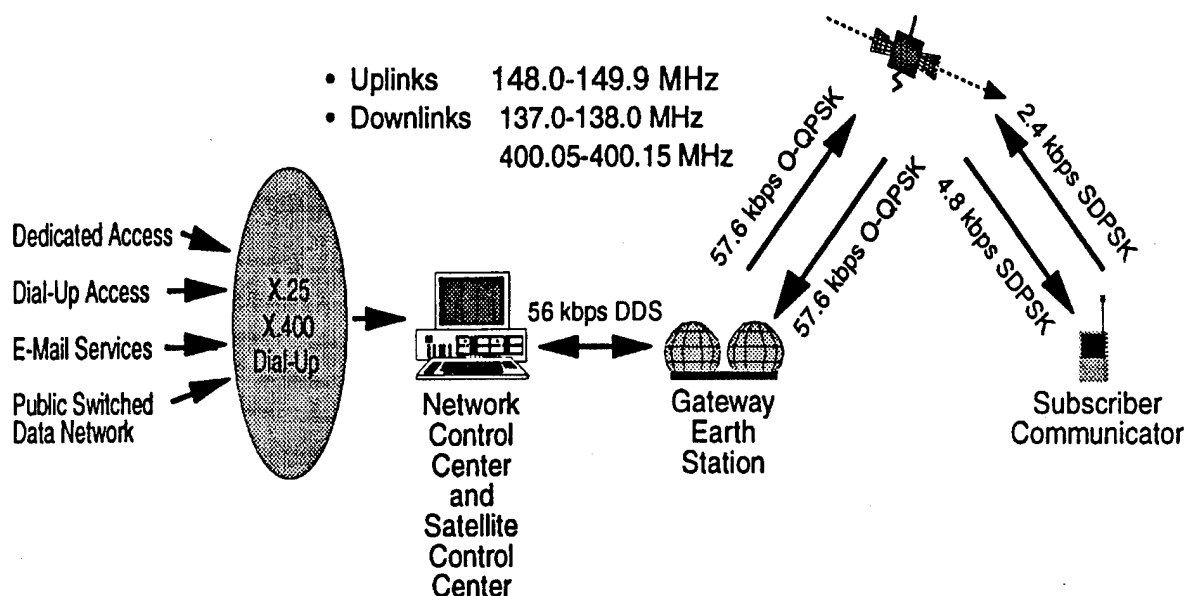 • Uplinks 148.0-149.9 MHz
• Downlinks 137.0-138.0 MHz
400.05-400.15 MHz
57.6 kbps O-QPSK
57.6 kbps O-QPSK
2.4 kbps SDPSK
4.8 kbps SDPSK
Dedicated Access
Dial-Up Access
E-Mail Services
Public Switched
Data Network
X.25
X.400
Dial-Up
56 kbps DDS
Network
Control
Center
and
Satellite
Control
Center
Gateway
Earth
Station
Subscriber
Communicator